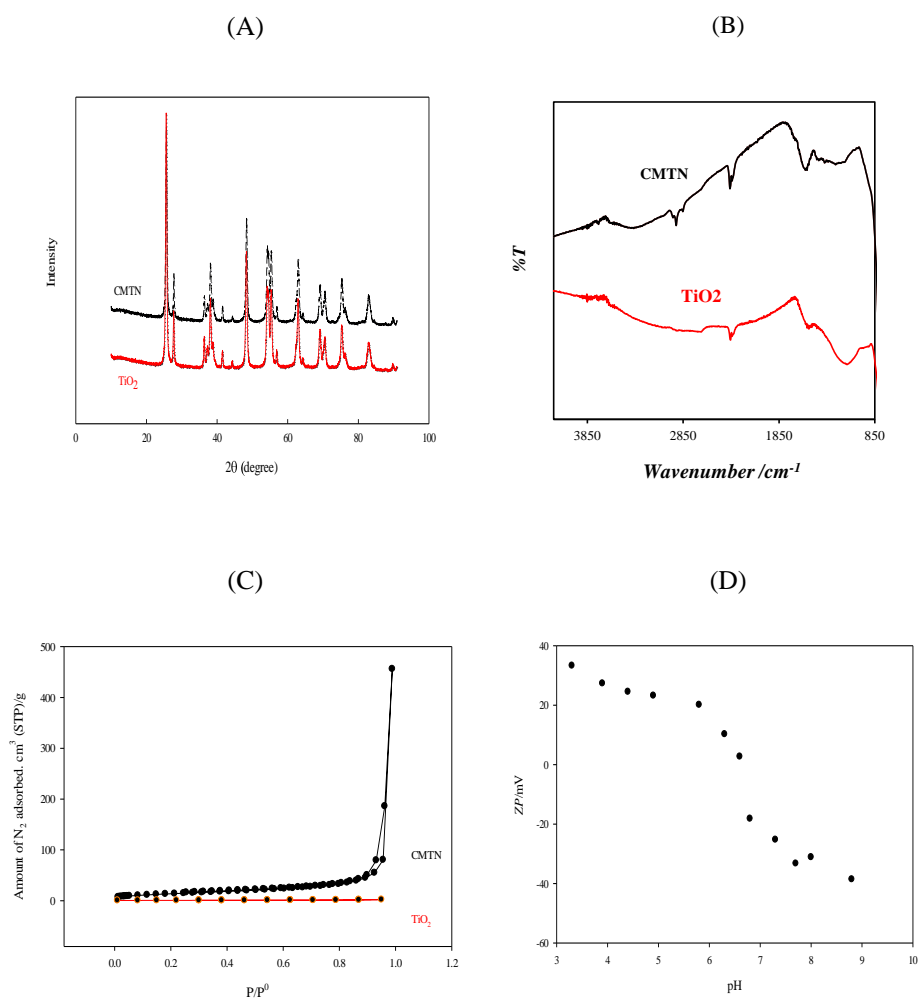 (A)
(B)
Intensity
CMTN
TiO2
0
20
40
60
80
100
2θ (degree)
%T
CMTN
TiO2
3850
2850
1850
850
Wavenumber /cm-1
(C)
(D)
Amount of N2 adsorbed. cm3 (STP)/g
500
400
300
200
100
0
CMTN
TiO2
0.0
0.2
0.4
0.6
0.8
1.0
1.2
P/P0
ZP/mV
40
20
0
-20
-40
-60
3
4
5
6
7
8
9
10
pH